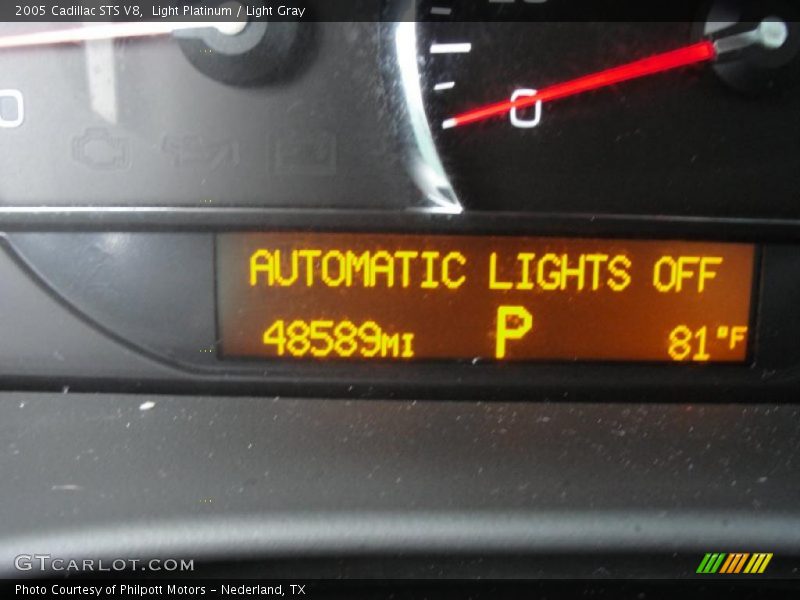 2005 Cadillac STS V8,  Light Platinum / Light Gray
0
0
AUTOMATIC LIGHTS OFF
48589MI P 81°F
GTCARLOT.COM
Photo Courtesy of Philpott Motors - Nederland, TX